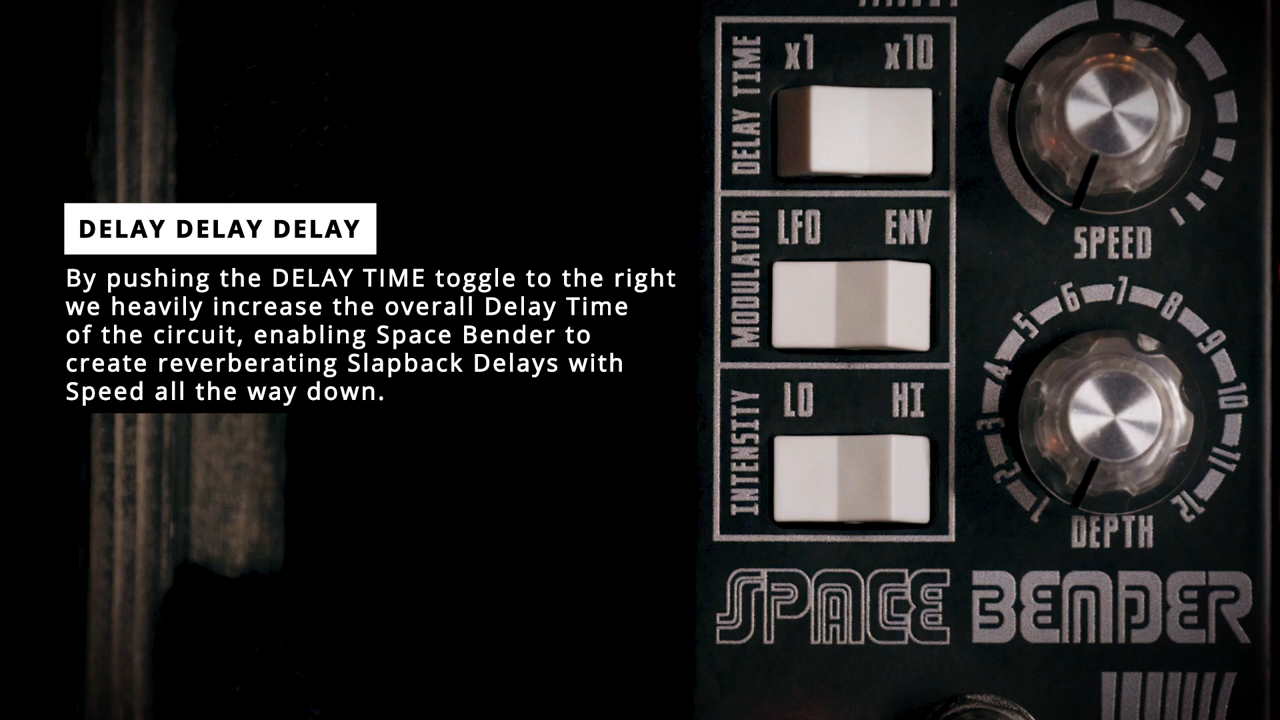 DELAY DELAY DELAY
By pushing the DELAY TIME toggle to the right
we heavily increase the overall Delay Time
of the circuit, enabling Space Bender to
create reverberating Slapback Delays with
Speed all the way down.
DELAY TIME
x1 x10
MODULATOR
LFO ENV
INTENSITY
LO HI
SPEED
1 2 3 4 5 6 7 8 9 10 11 12
DEPTH
SPACE BENDER